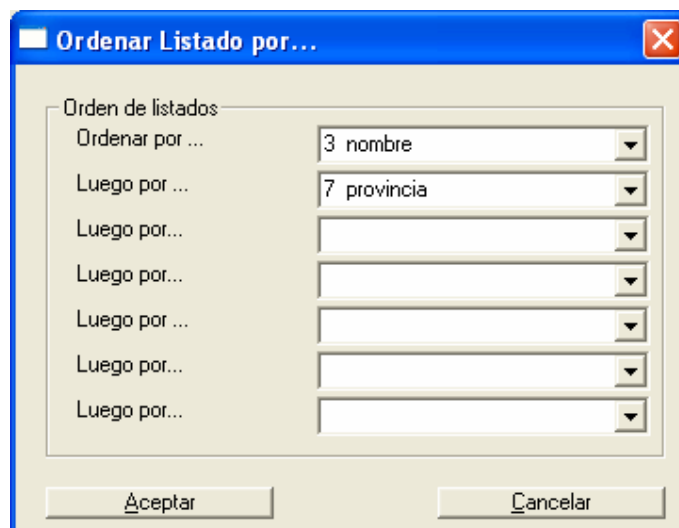 Ordenar Listado por...
Orden de listados
Ordenar por ... 3 nombre
Luego por ... 7 provincia
Luego por...
Luego por...
Luego por ...
Luego por...
Luego por...
Aceptar Cancelar